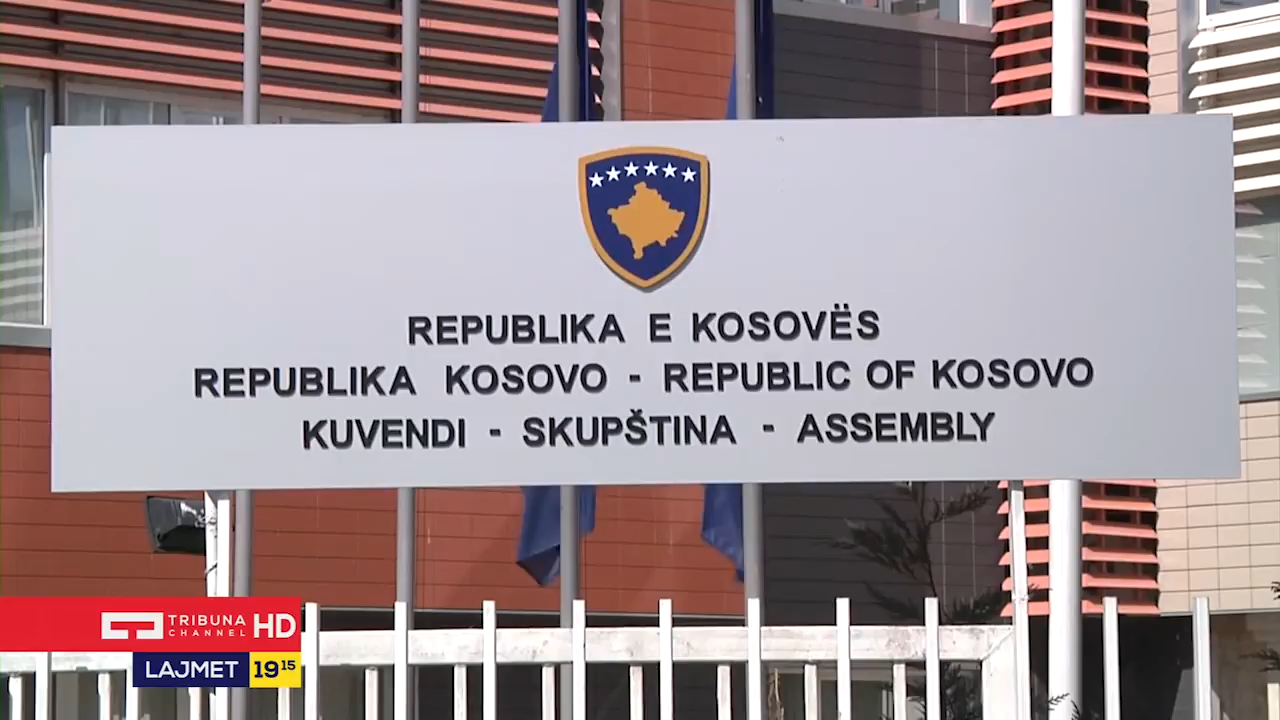 REPUBLIKA E KOSOVËS
REPUBLIKA KOSOVO - REPUBLIC OF KOSOVO
KUVENDI - SKUPŠTINA - ASSEMBLY
TRIBUNA CHANNEL HD
LAJMET 19 15